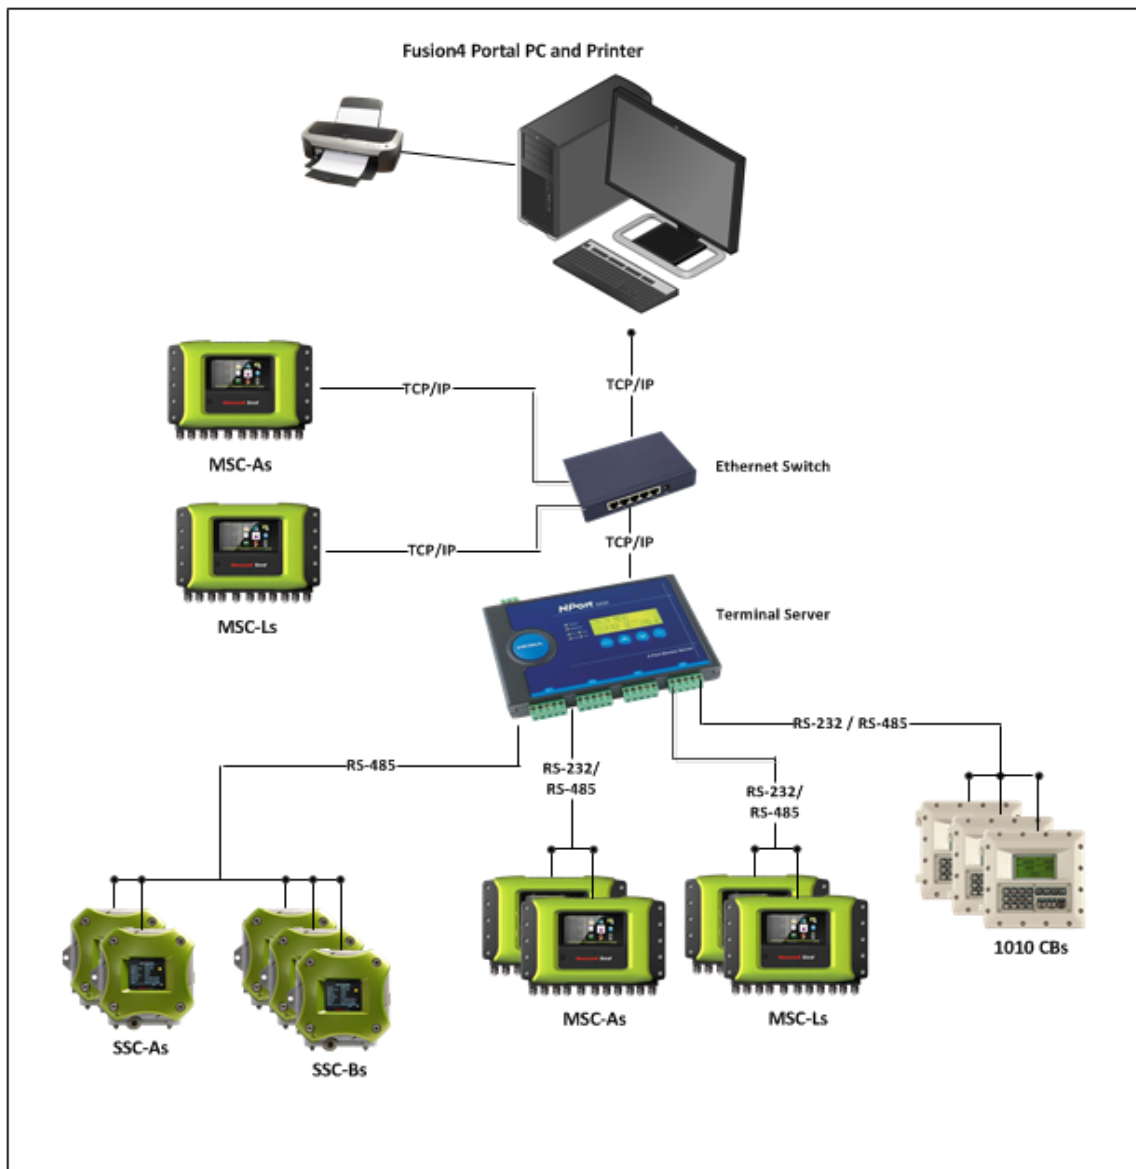 Fusion4 Portal PC and Printer
TCP/IP
TCP/IP
MSC-As
Ethernet Switch
TCP/IP
TCP/IP
MSC-Ls
NPort
Terminal Server
MOXA
RS-232 / RS-485
RS-485
RS-232/
RS-485
RS-232/
RS-485
1010 CBs
MSC-As
MSC-Ls
SSC-As
SSC-Bs